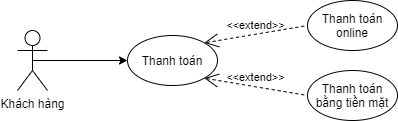 Khách hàng
Thanh toán
<<extend>>
<<extend>>
Thanh toán
online
Thanh toán
bằng tiền mặt